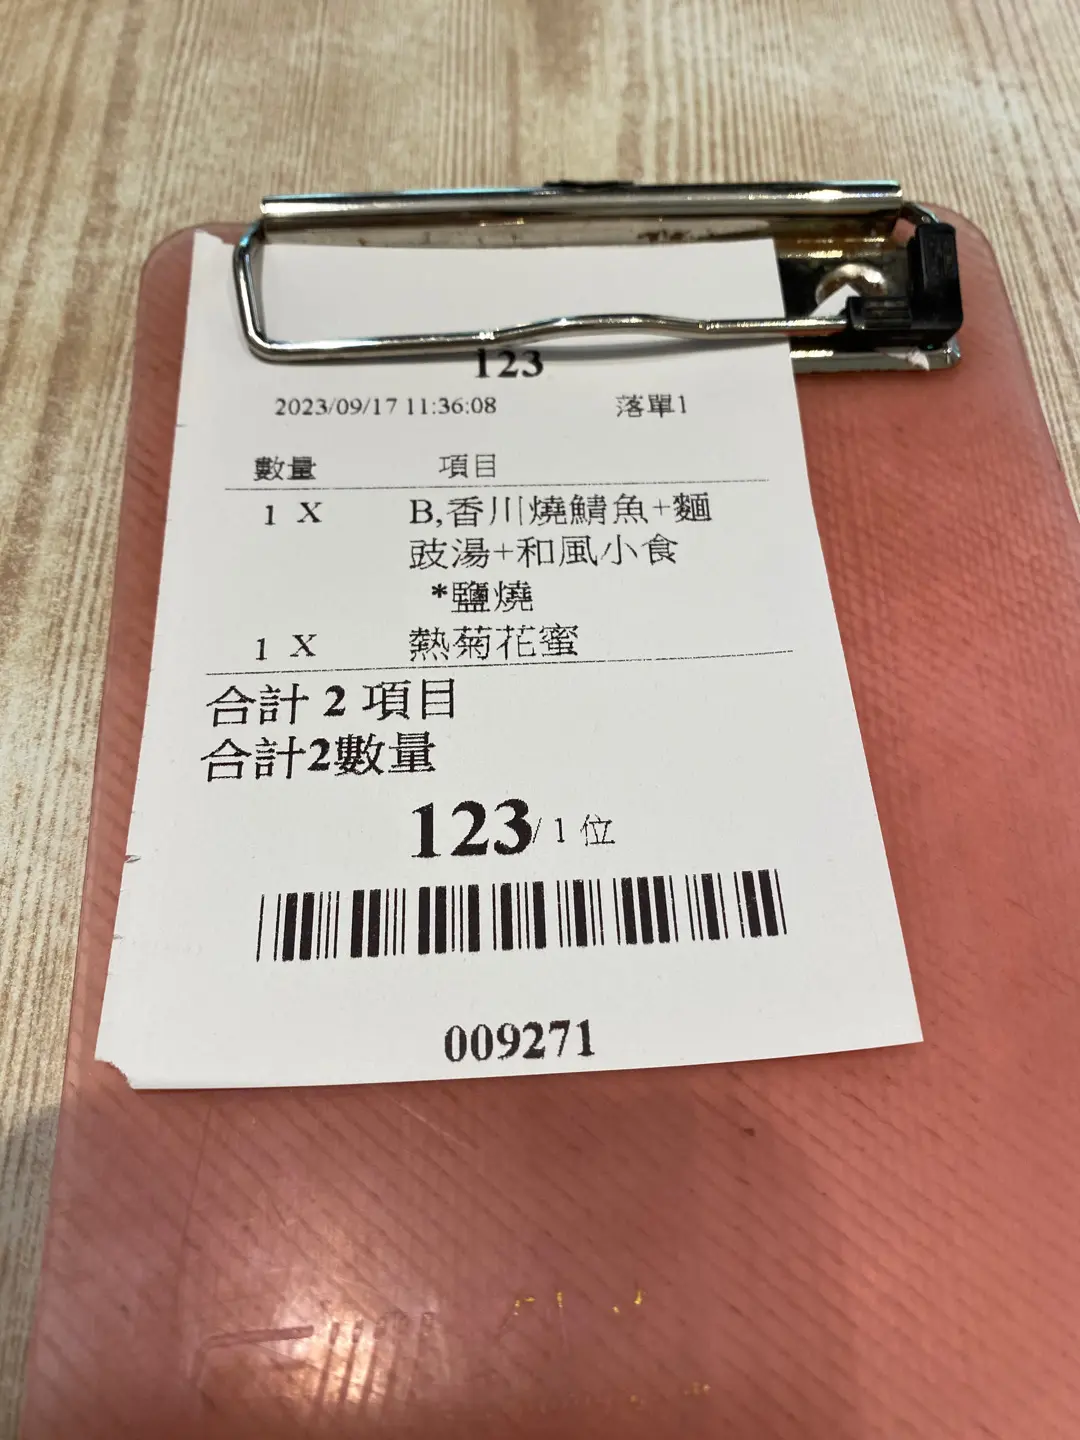 123
2023/09/17 11:36:08 落單1
數量 項目
1 X B,香川燒鯖魚+麵
豉湯+和風小食
*鹽燒
1 X 熱菊花蜜
合計 2 項目
合計2數量
123/ 1 位
009271